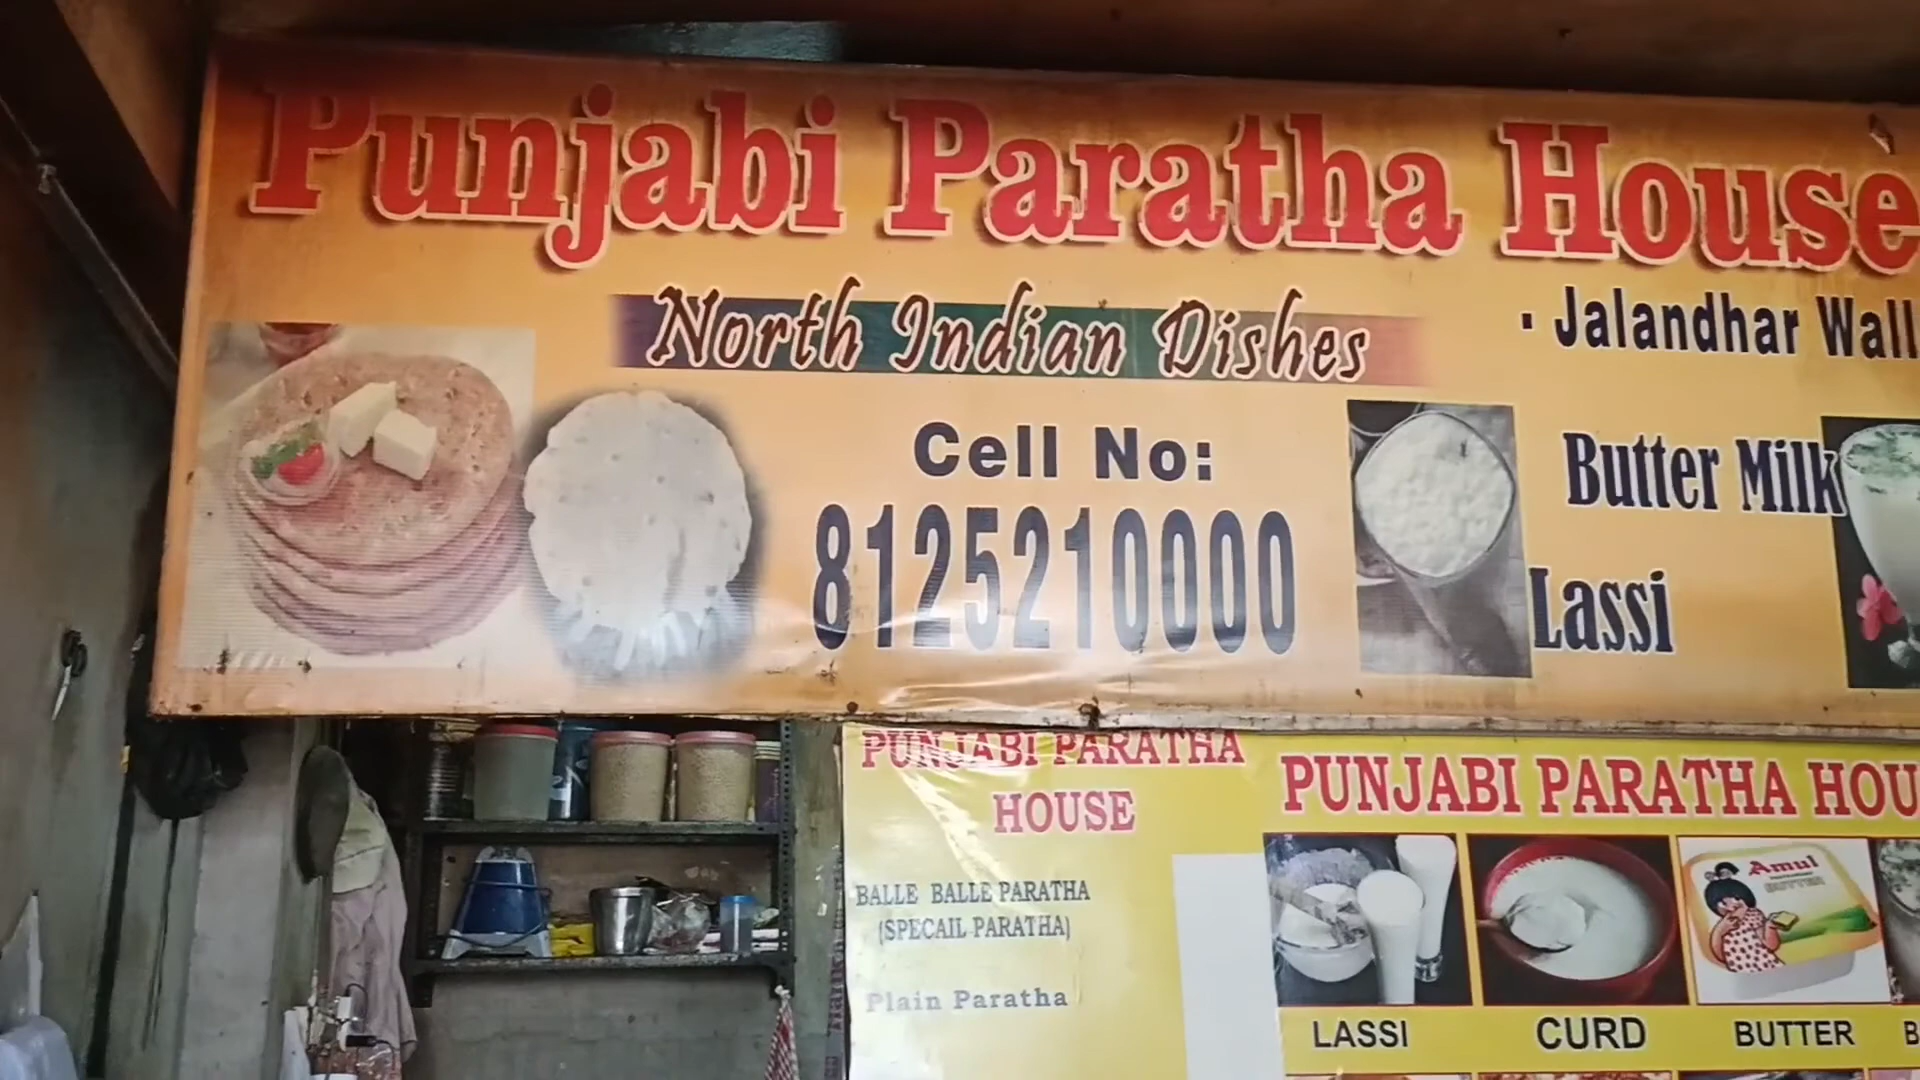 Punjabi Paratha House
North Indian Dishes
. Jalandhar Wall
Cell No:
8125210000
Butter Milk
Lassi
PUNJABI PARATHA
HOUSE
BALLE BALLE PARATHA
(SPECAIL PARATHA)
Plain Paratha
PUNJABI PARATHA HOU
Amul
BUTTER
LASSI
CURD
BUTTER
B